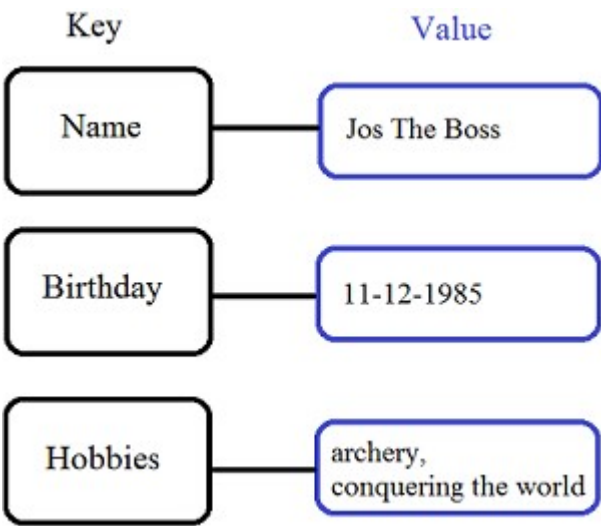 Key Value
Name Jos The Boss
Birthday 11-12-1985
Hobbies archery,
conquering the world